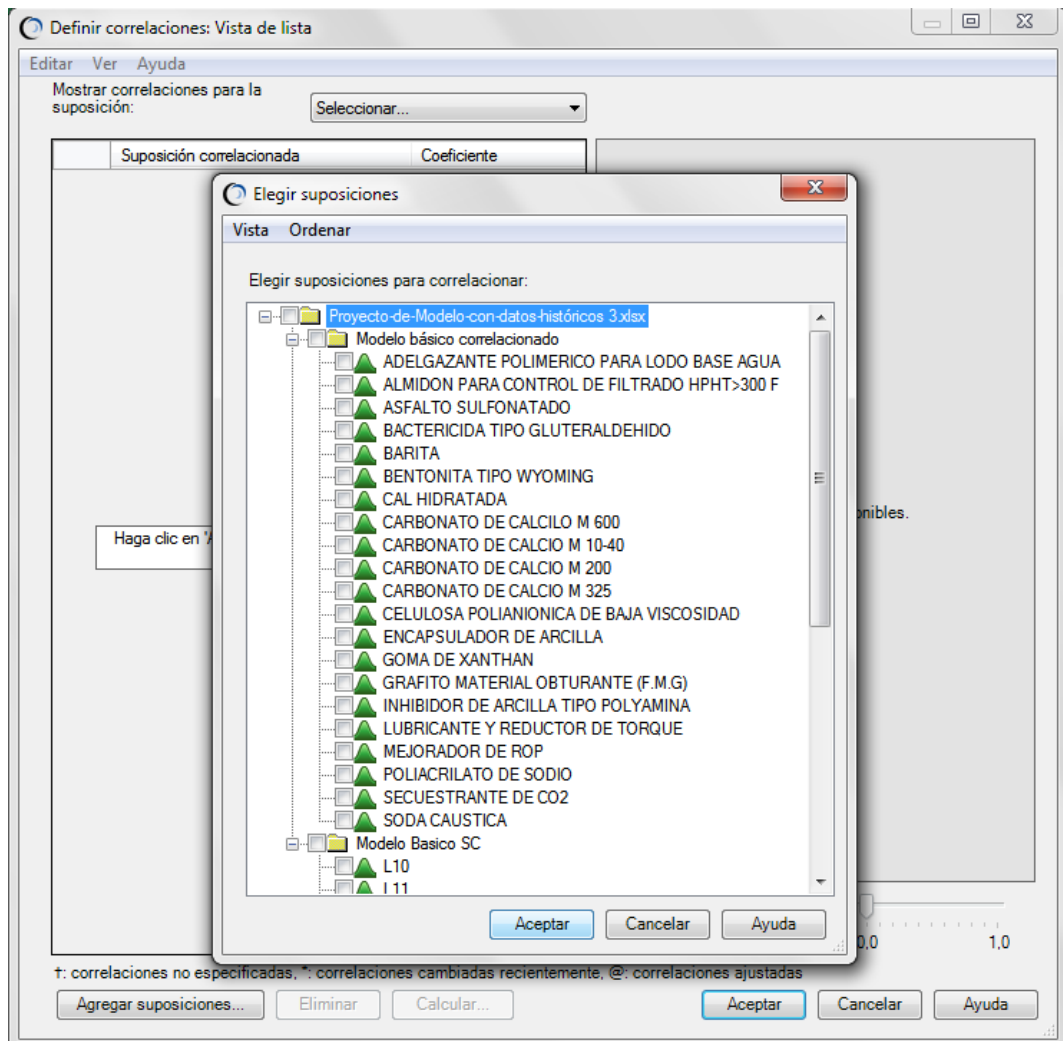 Definir correlaciones: Vista de lista
Editar Ver Ayuda
Mostrar correlaciones para la
suposición:
Seleccionar...
Suposición correlacionada Coeficiente
Elegir suposiciones
Vista Ordenar
Elegir suposiciones para correlacionar:
Proyecto-de-Modelo-con-datos-históricos 3.xlsx
Modelo básico correlacionado
ADELGAZANTE POLIMERICO PARA LODO BASE AGUA
ALMIDON PARA CONTROL DE FILTRADO HPHT>300 F
ASFALTO SULFONATADO
BACTERICIDA TIPO GLUTERALDEHIDO
BARITA
BENTONITA TIPO WYOMING
CAL HIDRATADA
CARBONATO DE CALCILO M 600
CARBONATO DE CALCIO M 10-40
CARBONATO DE CALCIO M 200
CARBONATO DE CALCIO M 325
CELULOSA POLIANIONICA DE BAJA VISCOSIDAD
ENCAPSULADOR DE ARCILLA
GOMA DE XANTHAN
GRAFITO MATERIAL OBTURANTE (F.M.G)
INHIBIDOR DE ARCILLA TIPO POLYAMINA
LUBRICANTE Y REDUCTOR DE TORQUE
MEJORADOR DE ROP
POLIACRILATO DE SODIO
SECUESTRANTE DE CO2
SODA CAUSTICA
Modelo Basico SC
L10
L11
Haga clic en 'A
onibles.
Aceptar Cancelar Ayuda
0,0 1,0
†: correlaciones no especificadas, *: correlaciones cambiadas recientemente, @: correlaciones ajustadas
Agregar suposiciones... Eliminar Calcular... Aceptar Cancelar Ayuda